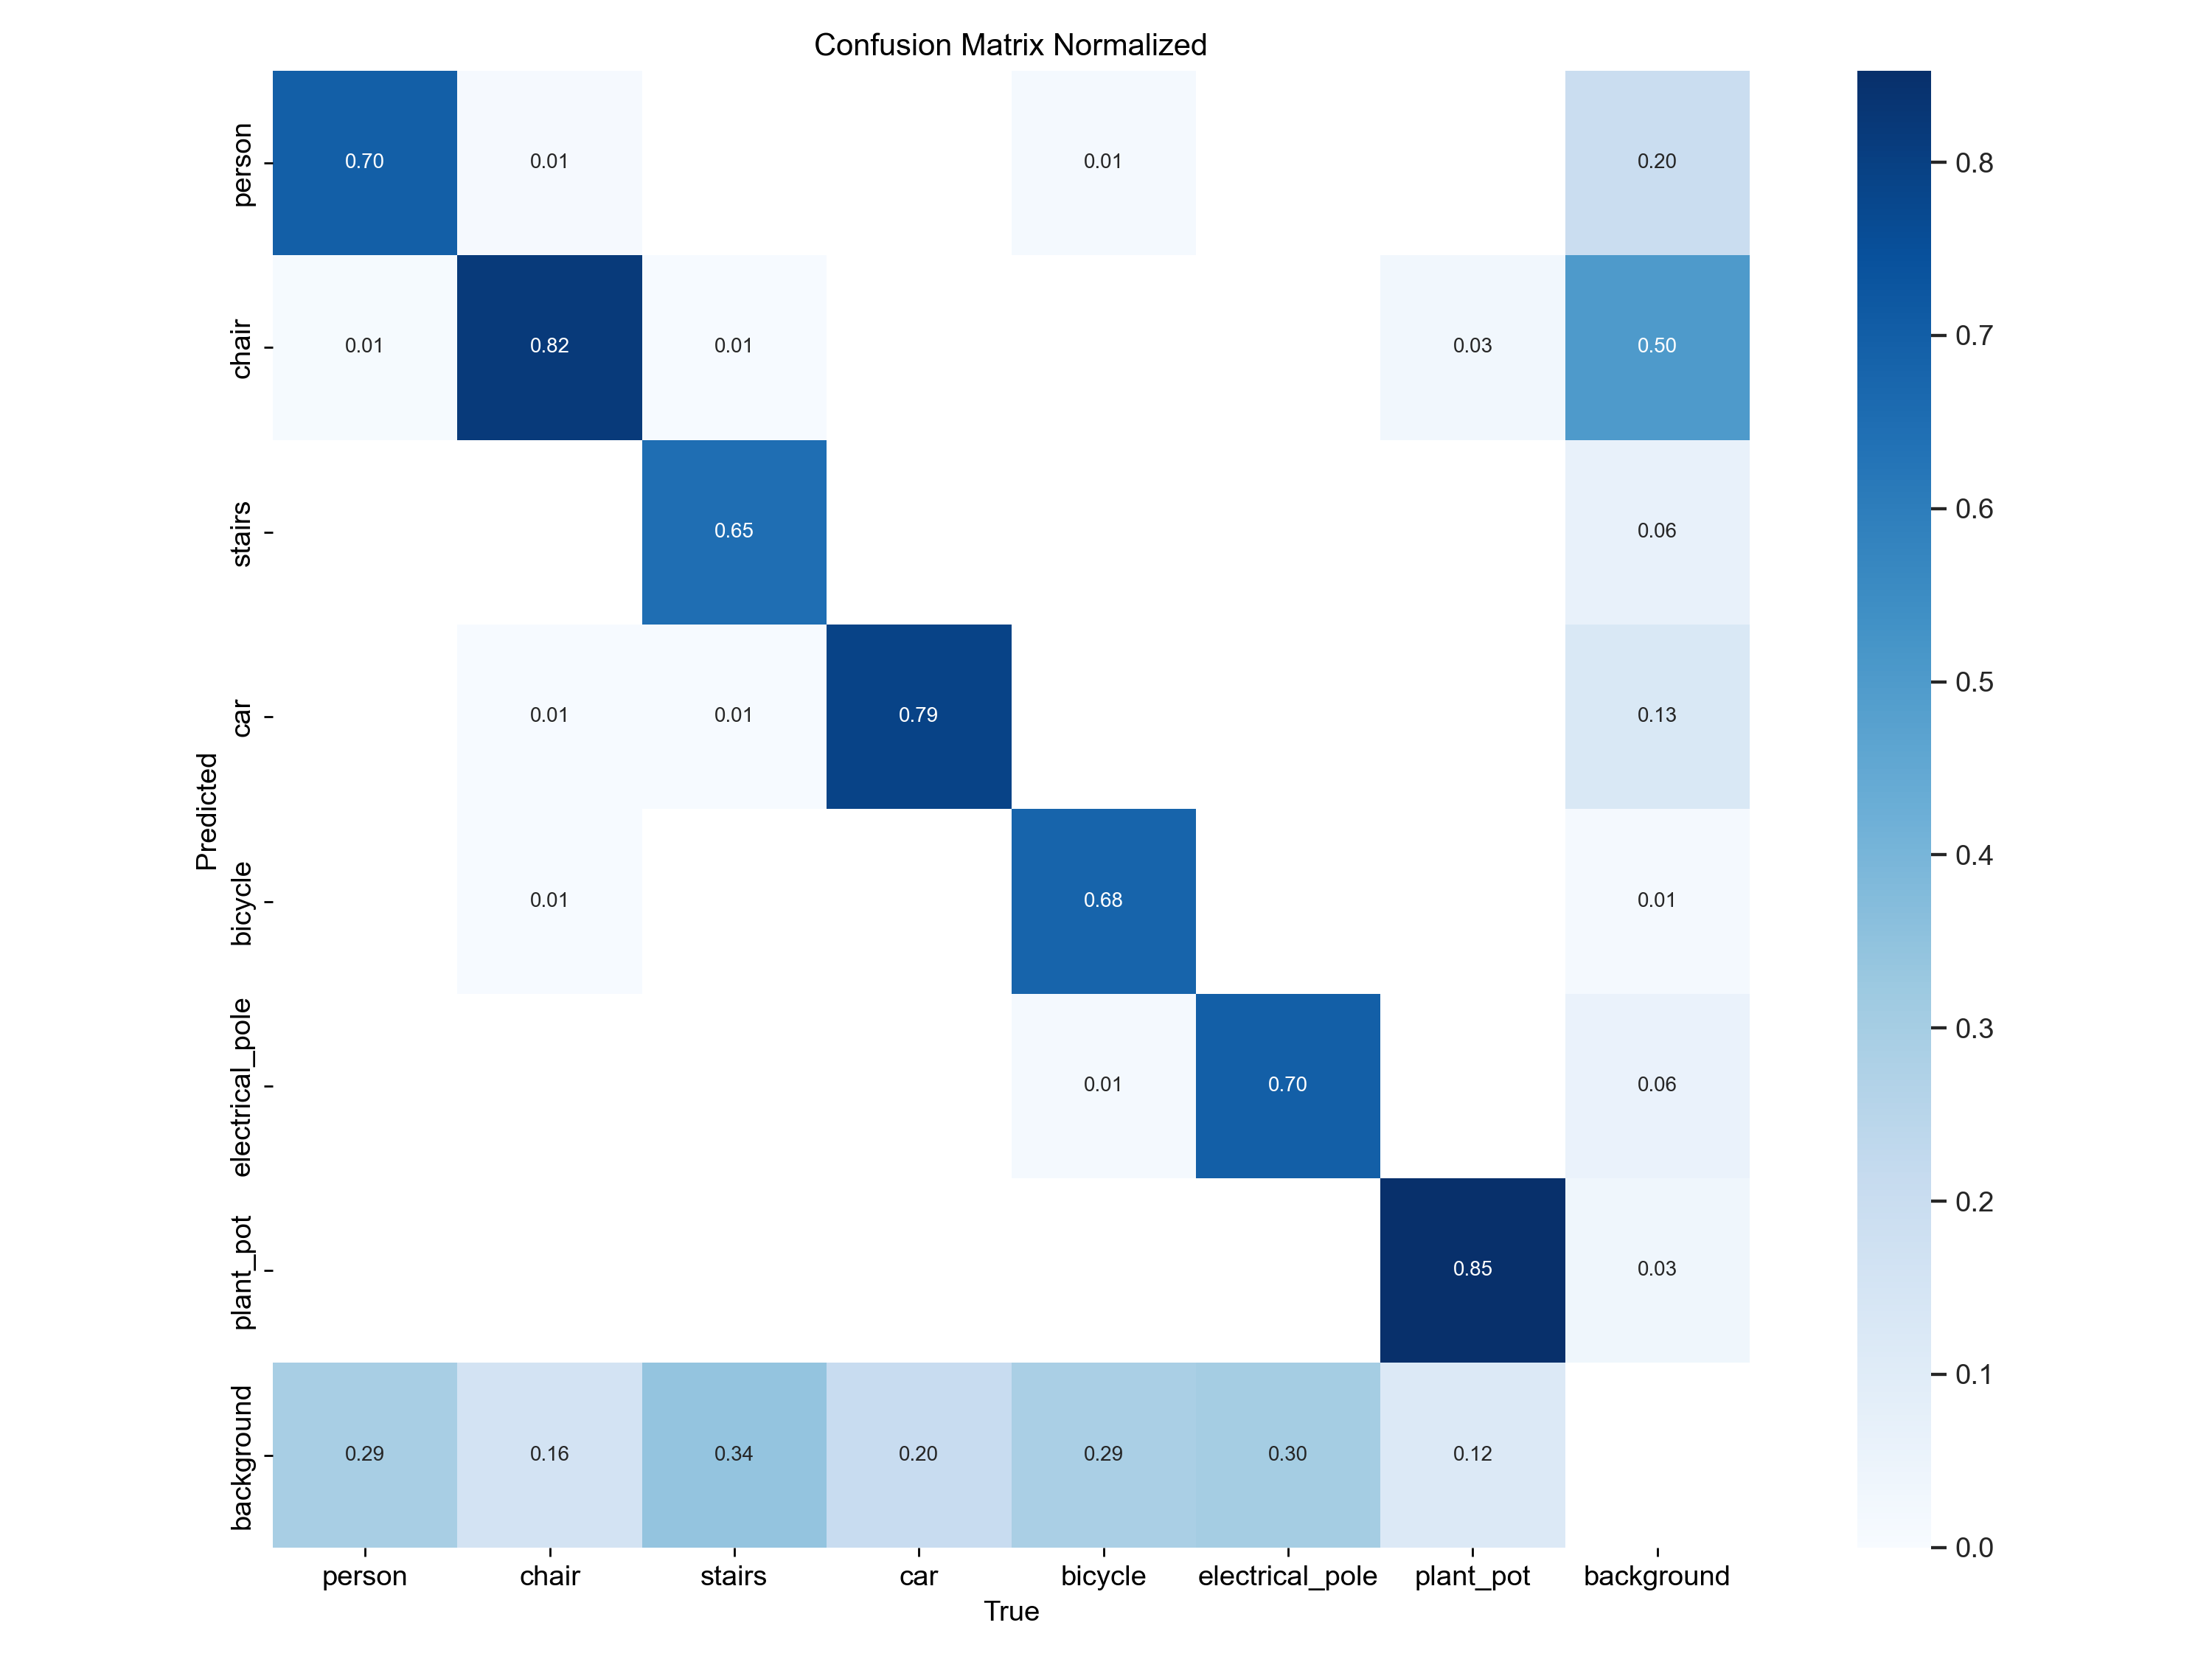 Confusion Matrix Normalized
person
0.70
0.01
0.01
0.20
0.8
chair
0.01
0.82
0.01
0.03
0.50
0.7
stairs
0.65
0.06
0.6
car
0.01
0.01
0.79
0.13
0.5
Predicted
bicycle
0.01
0.68
0.01
0.4
electrical_pole
0.01
0.70
0.06
0.3
plant_pot
0.85
0.03
0.2
background
0.29
0.16
0.34
0.20
0.29
0.30
0.12
0.1
0.0
person
chair
stairs
car
bicycle
electrical_pole
plant_pot
background
True